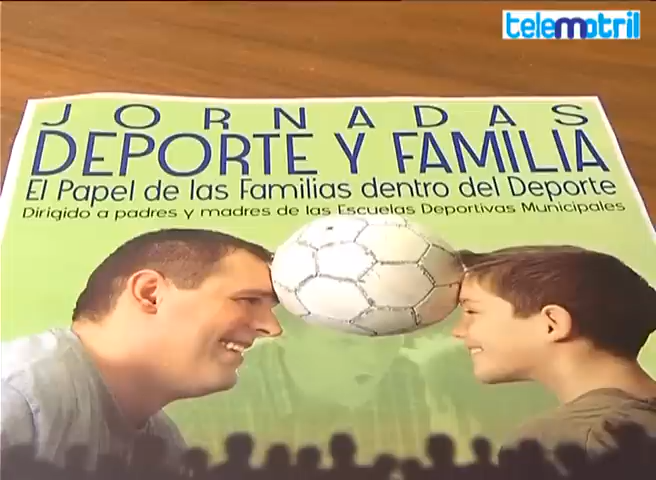 telemotril
JORNADAS
DEPORTE Y FAMILIA
El Papel de las Familias dentro del Deporte
Dirigido a padres y madres de las Escuelas Deportivas Municipales